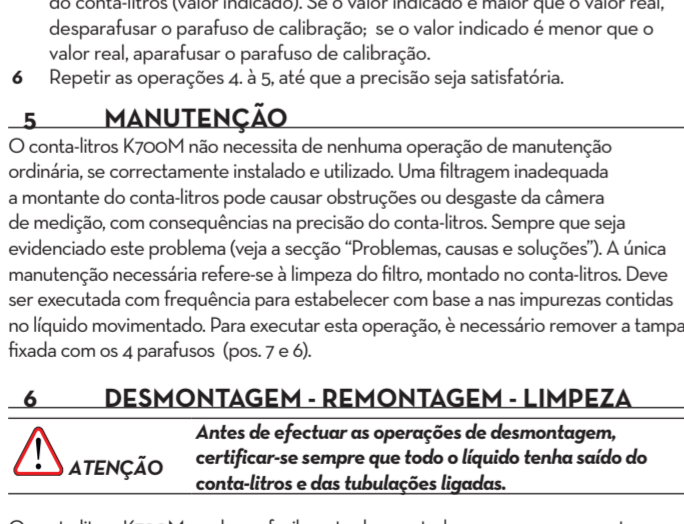 do conta-litros (valor indicado). Se o valor indicado é maior que o valor real,
desparafusar o parafuso de calibração; se o valor indicado é menor que o
valor real, aparafusar o parafuso de calibração.
6 Repetir as operações 4. à 5, até que a precisão seja satisfatória.
5 MANUTENÇÃO
O conta-litros K700M não necessita de nenhuma operação de manutenção
ordinária, se correctamente instalado e utilizado. Uma filtragem inadequada
a montante do conta-litros pode causar obstruções ou desgaste da câmera
de medição, com consequências na precisão do conta-litros. Sempre que seja
evidenciado este problema (veja a secção “Problemas, causas e soluções”). A única
manutenção necessária refere-se à limpeza do filtro, montado no conta-litros. Deve
ser executada com frequência para estabelecer com base a nas impurezas contidas
no líquido movimentado. Para executar esta operação, è necessário remover a tampa
fixada com os 4 parafusos (pos. 7 e 6).
6 DESMONTAGEM - REMONTAGEM - LIMPEZA
ATENÇÃO
Antes de efectuar as operações de desmontagem,
certificar-se sempre que todo o líquido tenha saído do
conta-litros e das tubulações ligadas.